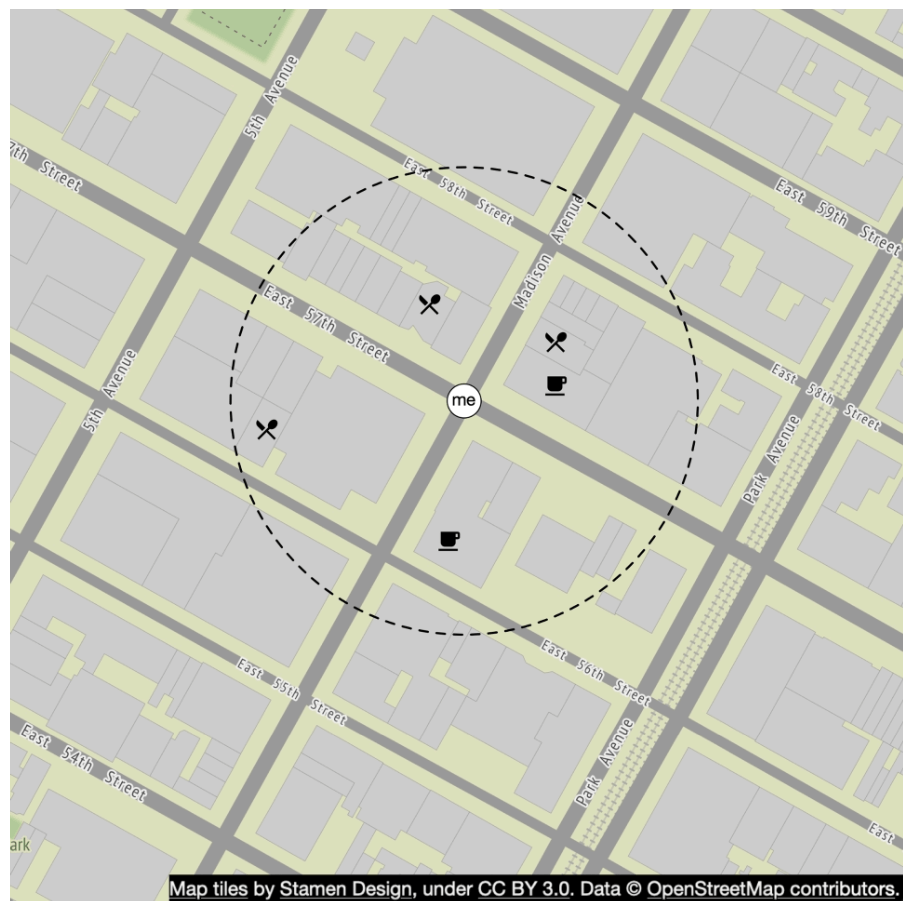 5th Avenue
7th Street
East 58th Street
East 59th Street
Madison Avenue
East 57th Street
5th Avenue
me
East 58th Street
Park Avenue
East 56th Street
East 55th Street
East 54th Street
Park Avenue
East
ark
Map tiles by Stamen Design, under CC BY 3.0. Data © OpenStreetMap contributors.